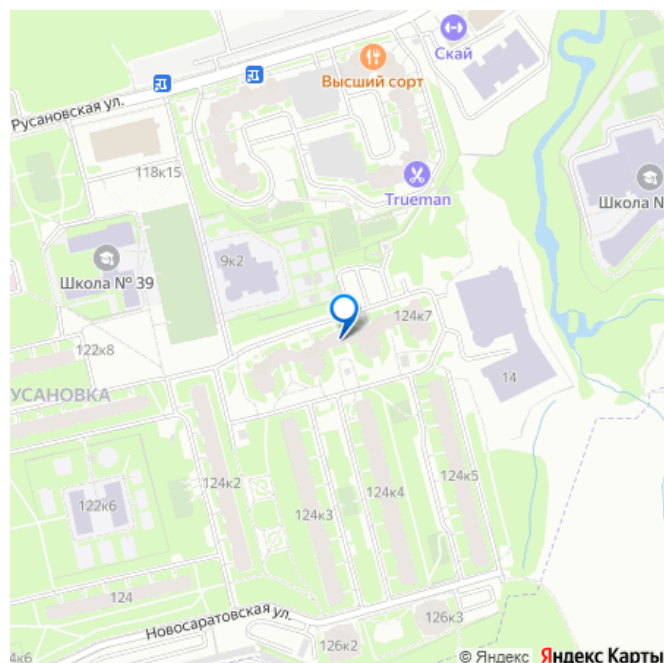 Скай
Высший сорт
Русановская ул.
118к15
Trueman
Школа №
Школа № 39
9к2
124к7
122к8
УСАНОВКА
14
124к5
124к2
124к4
122к6
124к3
124
Новосаратовская ул.
126к3
126к2
4к6
© Яндекс Яндекс Карты